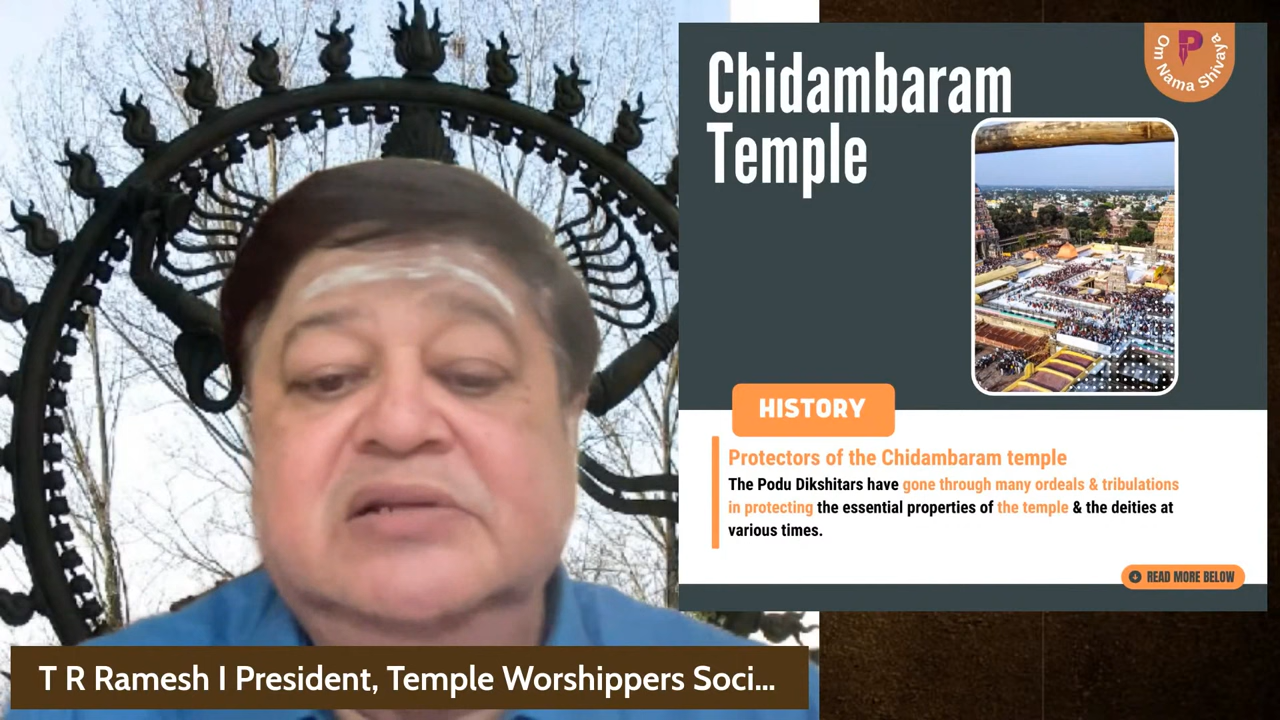 Chidambaram
Temple
Om Nama Shivaya
HISTORY
Protectors of the Chidambaram temple
The Podu Dikshitars have gone through many ordeals & tribulations
in protecting the essential properties of the temple & the deities at
various times.
READ MORE BELOW
T R Ramesh I President, Temple Worshippers Soci...